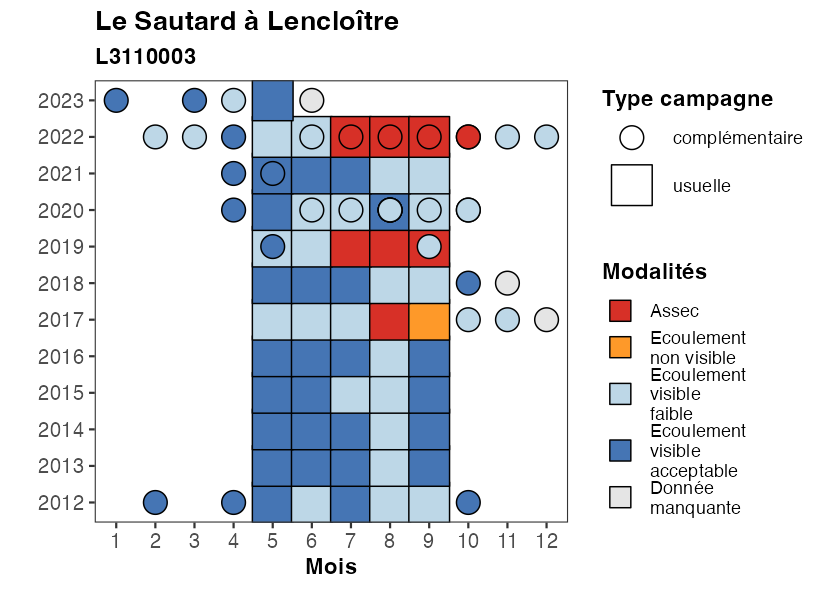 Le Sautard à Lencloître
L3110003
2023
2022
2021
2020
2019
2018
2017
2016
2015
2014
2013
2012
1 2 3 4 5 6 7 8 9 10 11 12
Mois
Type campagne
complémentaire
usuelle
Modalités
Assec
Ecoulement
non visible
Ecoulement
visible
faible
Ecoulement
visible
acceptable
Donnée
manquante